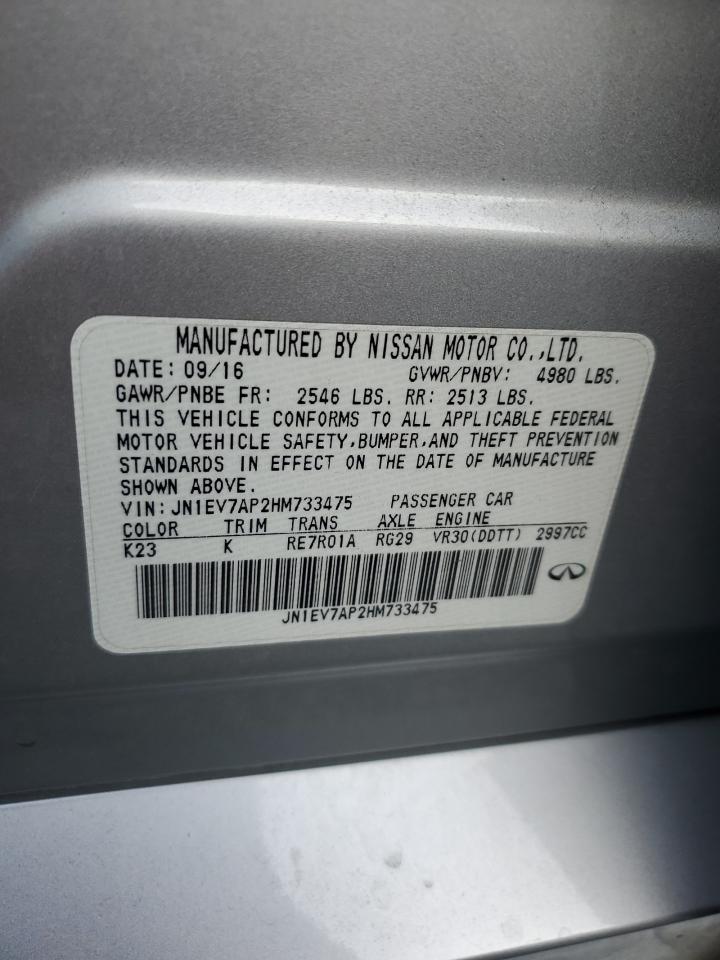 MANUFACTURED BY NISSAN MOTOR CO.,LTD.
DATE: 09/16 GVWR/PNBV: 4980 LBS.
GAWR/PNBE FR: 2546 LBS. RR: 2513 LBS.
THIS VEHICLE CONFORMS TO ALL APPLICABLE FEDERAL
MOTOR VEHICLE SAFETY,BUMPER,AND THEFT PREVENTION
STANDARDS IN EFFECT ON THE DATE OF MANUFACTURE
SHOWN ABOVE.
VIN: JN1EV7AP2HM733475 PASSENGER CAR
COLOR TRIM TRANS AXLE ENGINE
K23 K RE7R01A RG29 VR30(DDTT) 2997CC
JN1EV7AP2HM733475